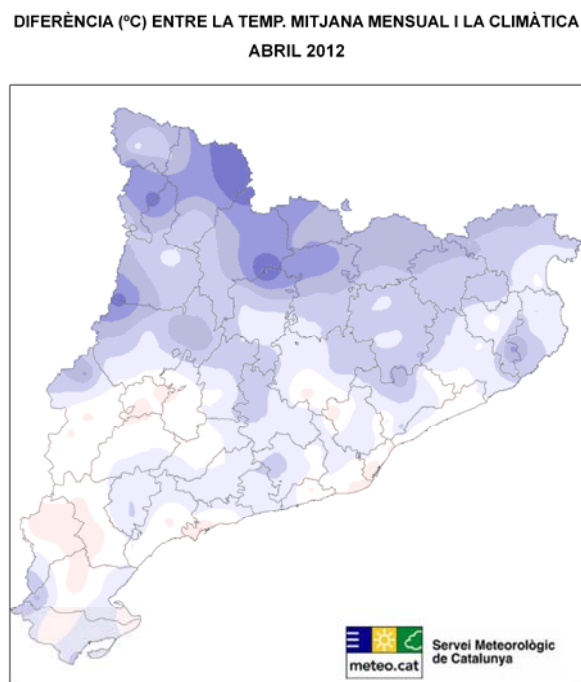 DIFERÈNCIA (ºC) ENTRE LA TEMP. MITJANA MENSUAL I LA CLIMÀTICA
ABRIL 2012
meteo.cat
Servei Meteorològic
de Catalunya